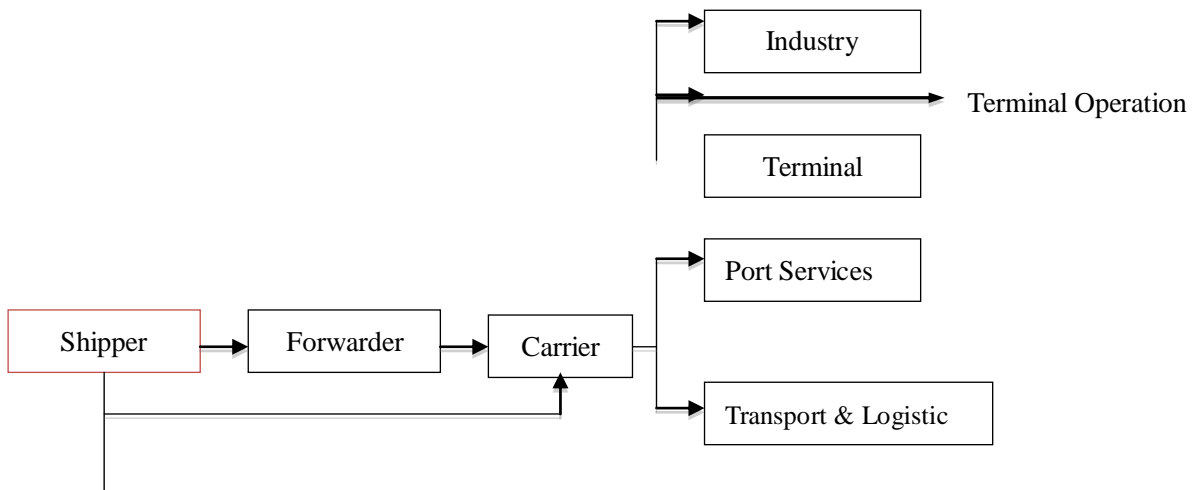 Industry
Terminal Operation
Terminal
Port Services
Shipper
Forwarder
Carrier
Transport & Logistic